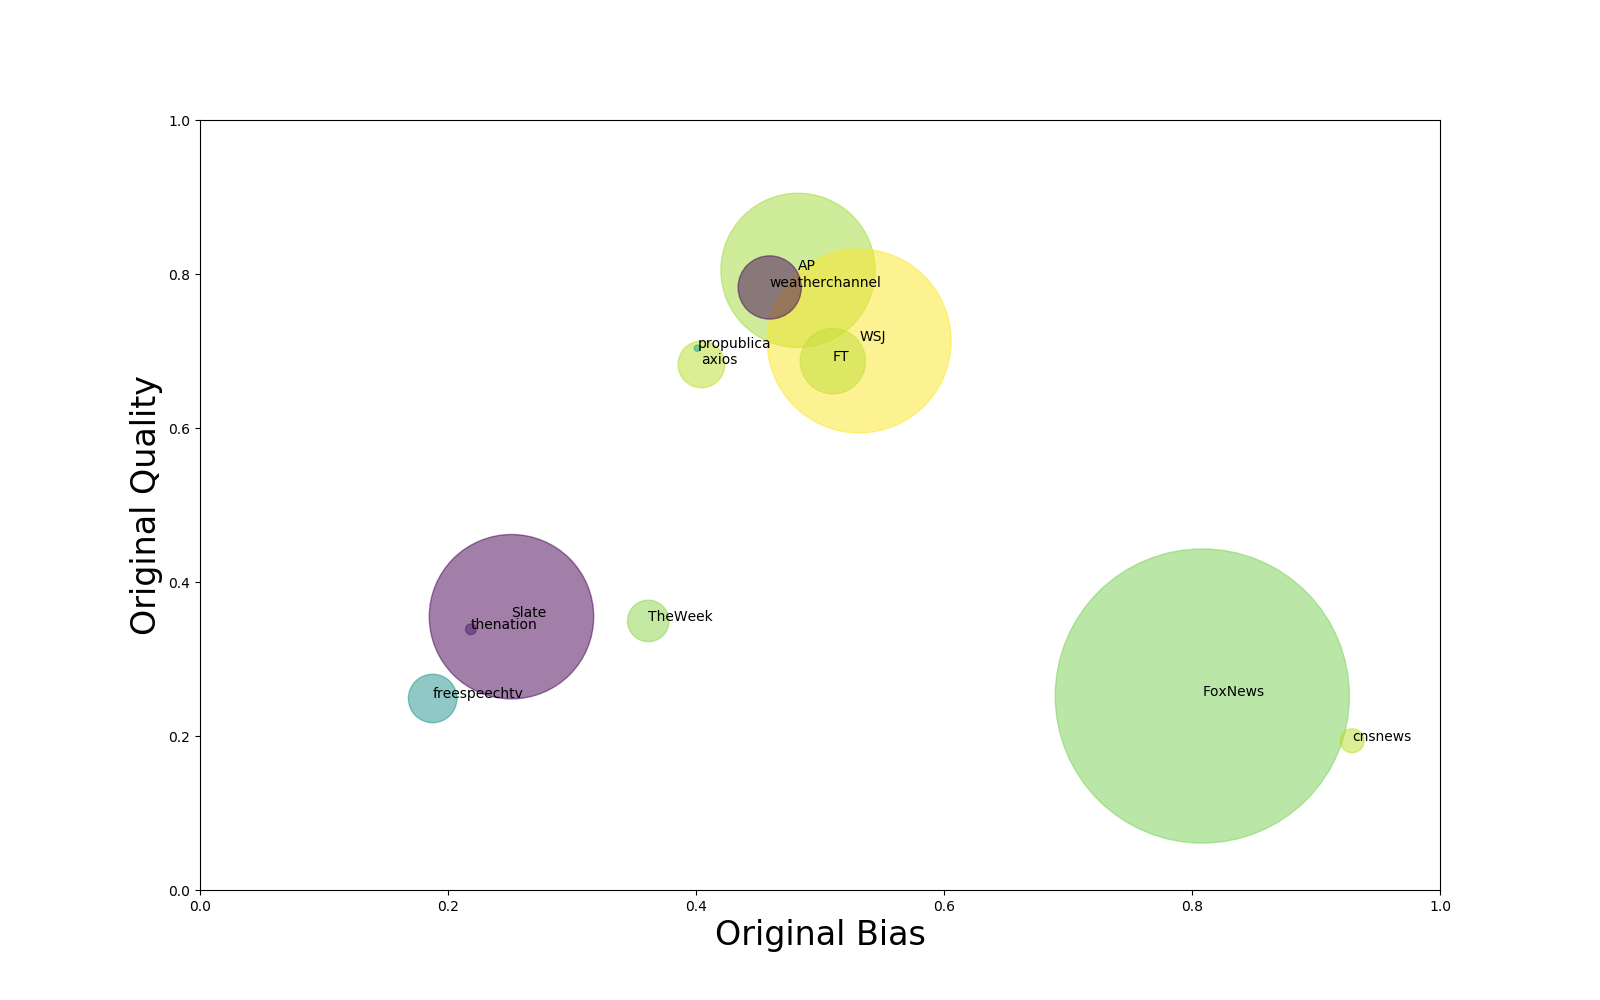 1.0
0.8
0.6
0.4
0.2
0.0
Original Quality
AP
weatherchannel
WSJ
propublica
FT
axios
Slate
TheWeek
thenation
freespeechtv
FoxNews
cnsnews
0.0 0.2 0.4 0.6 0.8 1.0
Original Bias